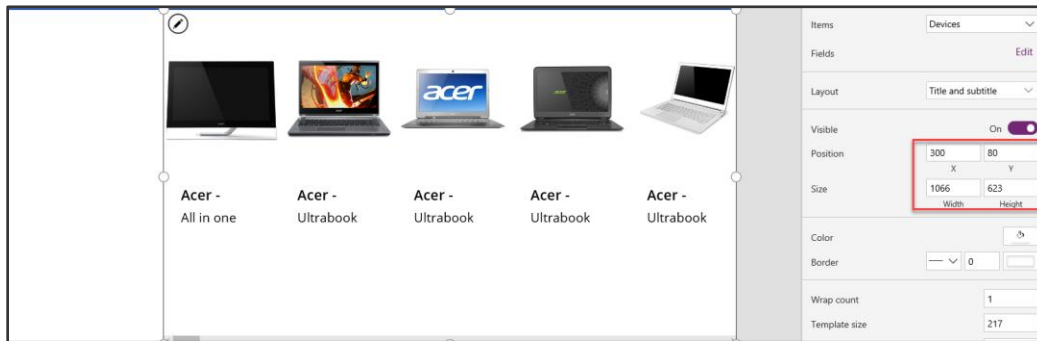 acer
Acer -
All in one
Acer -
Ultrabook
Acer -
Ultrabook
Acer -
Ultrabook
Acer -
Ultrabook
Items Devices
Fields Edit
Layout Title and subtitle
Visible On
Position 300 80
X Y
Size 1066 623
Width Height
Color
Border 0
Wrap count 1
Template size 217